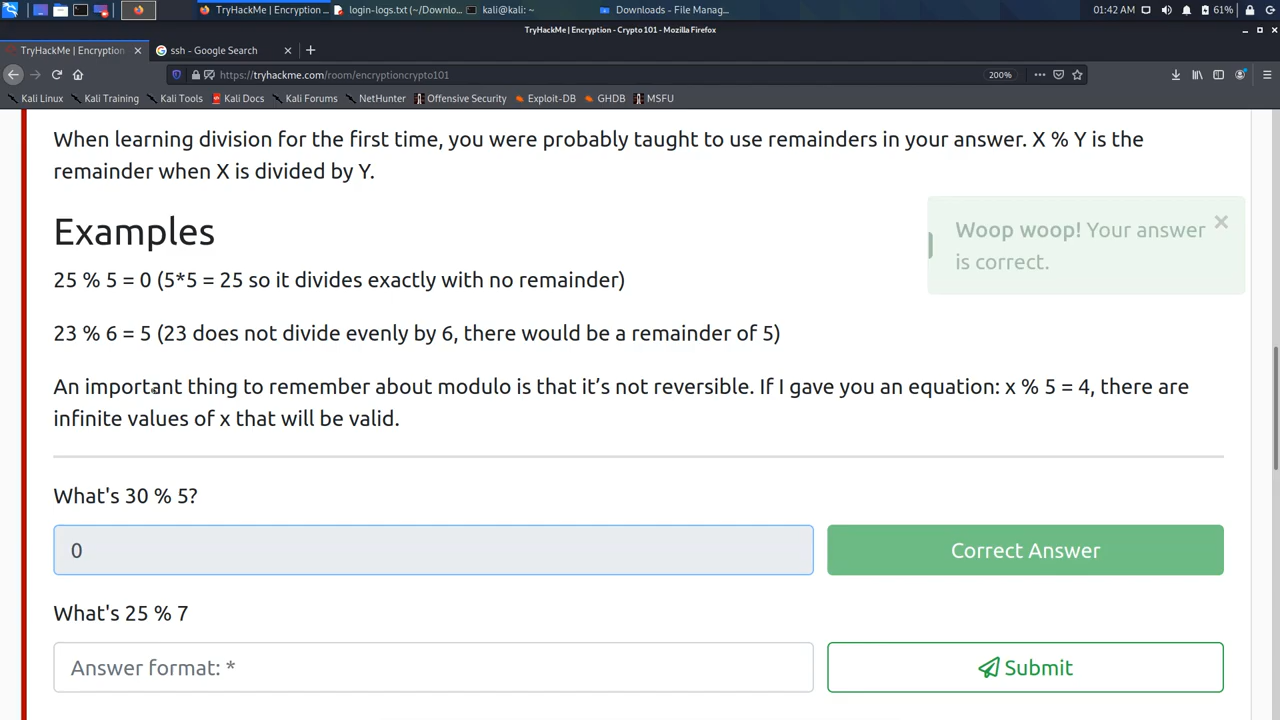 TryHackMe | Encryption ...
login-logs.txt (~/Downlo...
kali@kali: ~
Downloads - File Manag...
01:42 AM
61%
TryHackMe | Encryption - Crypto 101 - Mozilla Firefox
TryHackMe | Encryption
ssh - Google Search
https://tryhackme.com/room/encryptioncrypto101
200%
Kali Linux
Kali Training
Kali Tools
Kali Docs
Kali Forums
NetHunter
Offensive Security
Exploit-DB
GHDB
MSFU
When learning division for the first time, you were probably taught to use remainders in your answer. X % Y is the
remainder when X is divided by Y.
Woop woop! Your answer
is correct.
Examples
25 % 5 = 0 (5*5 = 25 so it divides exactly with no remainder)
23 % 6 = 5 (23 does not divide evenly by 6, there would be a remainder of 5)
An important thing to remember about modulo is that it’s not reversible. If I gave you an equation: x % 5 = 4, there are
infinite values of x that will be valid.
What's 30 % 5?
0
Correct Answer
What's 25 % 7
Answer format: *
Submit